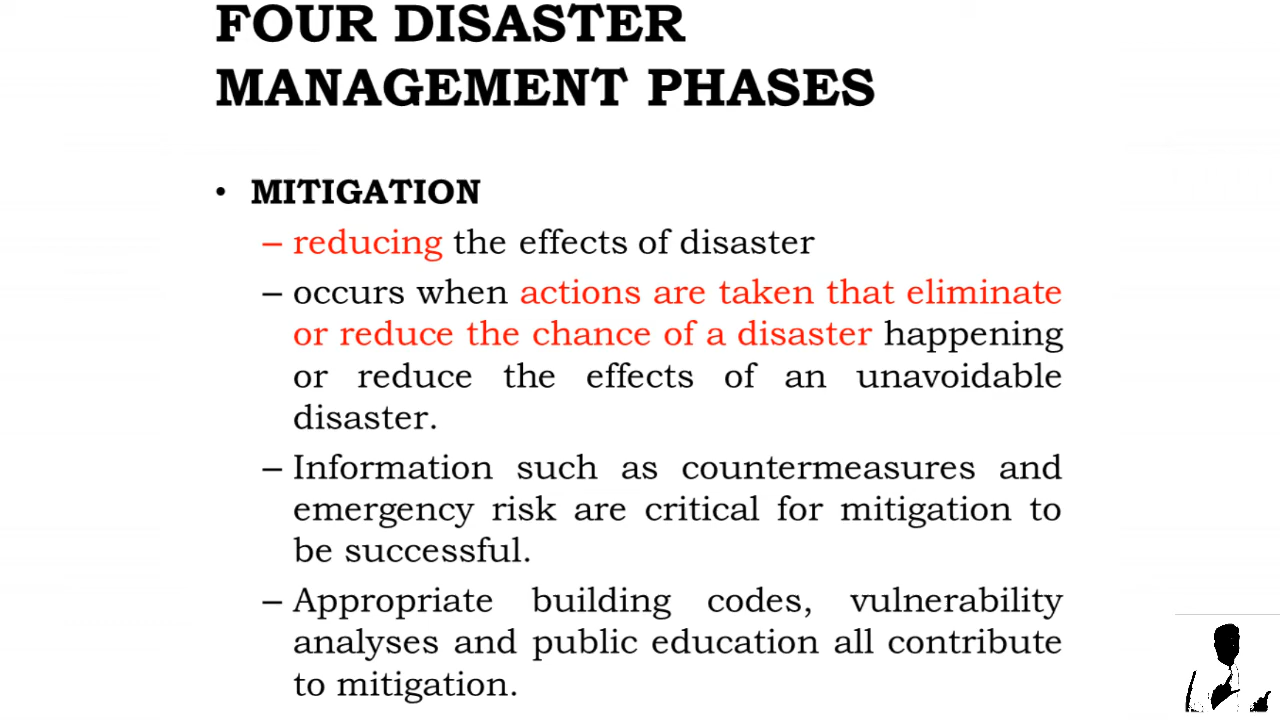 FOUR DISASTER
MANAGEMENT PHASES
• MITIGATION
– reducing the effects of disaster
– occurs when actions are taken that eliminate
or reduce the chance of a disaster happening
or reduce the effects of an unavoidable
disaster.
– Information such as countermeasures and
emergency risk are critical for mitigation to
be successful.
– Appropriate building codes, vulnerability
analyses and public education all contribute
to mitigation.